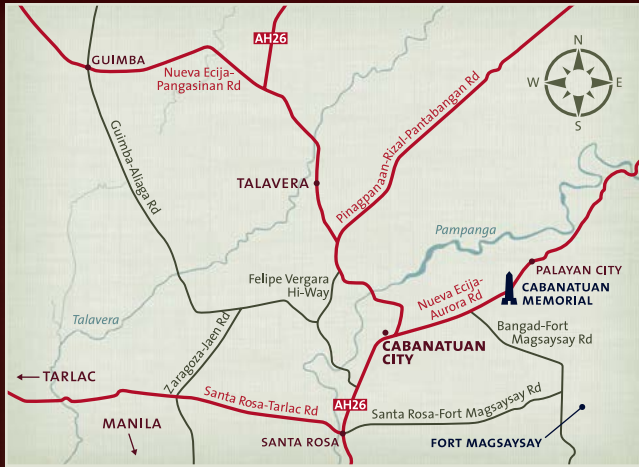 AH26
GUIMBA
Nueva Ecija-
Pangasinan Rd
N
W
E
S
Guimba-Aliaga Rd
Pinagpanaan-Rizal-Pantabangan Rd
TALAVERA
Pampanga
Felipe Vergara
Hi-Way
PALAYAN CITY
CABANATUAN
MEMORIAL
Nueva Ecija-
Aurora Rd
Talavera
Bangad-Fort
Magsaysay Rd
CABANATUAN
CITY
Zaragoza-Jaen Rd
TARLAC
Santa Rosa-Tarlac Rd
AH26
Santa Rosa-Fort Magsaysay Rd
MANILA
SANTA ROSA
FORT MAGSAYSAY